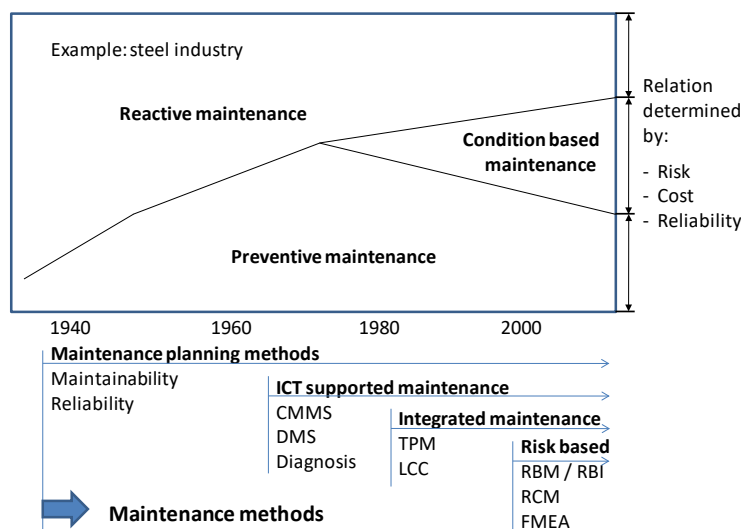 Example: steel industry
Reactive maintenance
Condition based
maintenance
Preventive maintenance
Relation
determined
by:
- Risk
- Cost
- Reliability
1940 1960 1980 2000
Maintenance planning methods
Maintainability
Reliability
ICT supported maintenance
CMMS
DMS
Diagnosis
Integrated maintenance
TPM
LCC
Risk based
RBM / RBI
RCM
FMEA
Maintenance methods